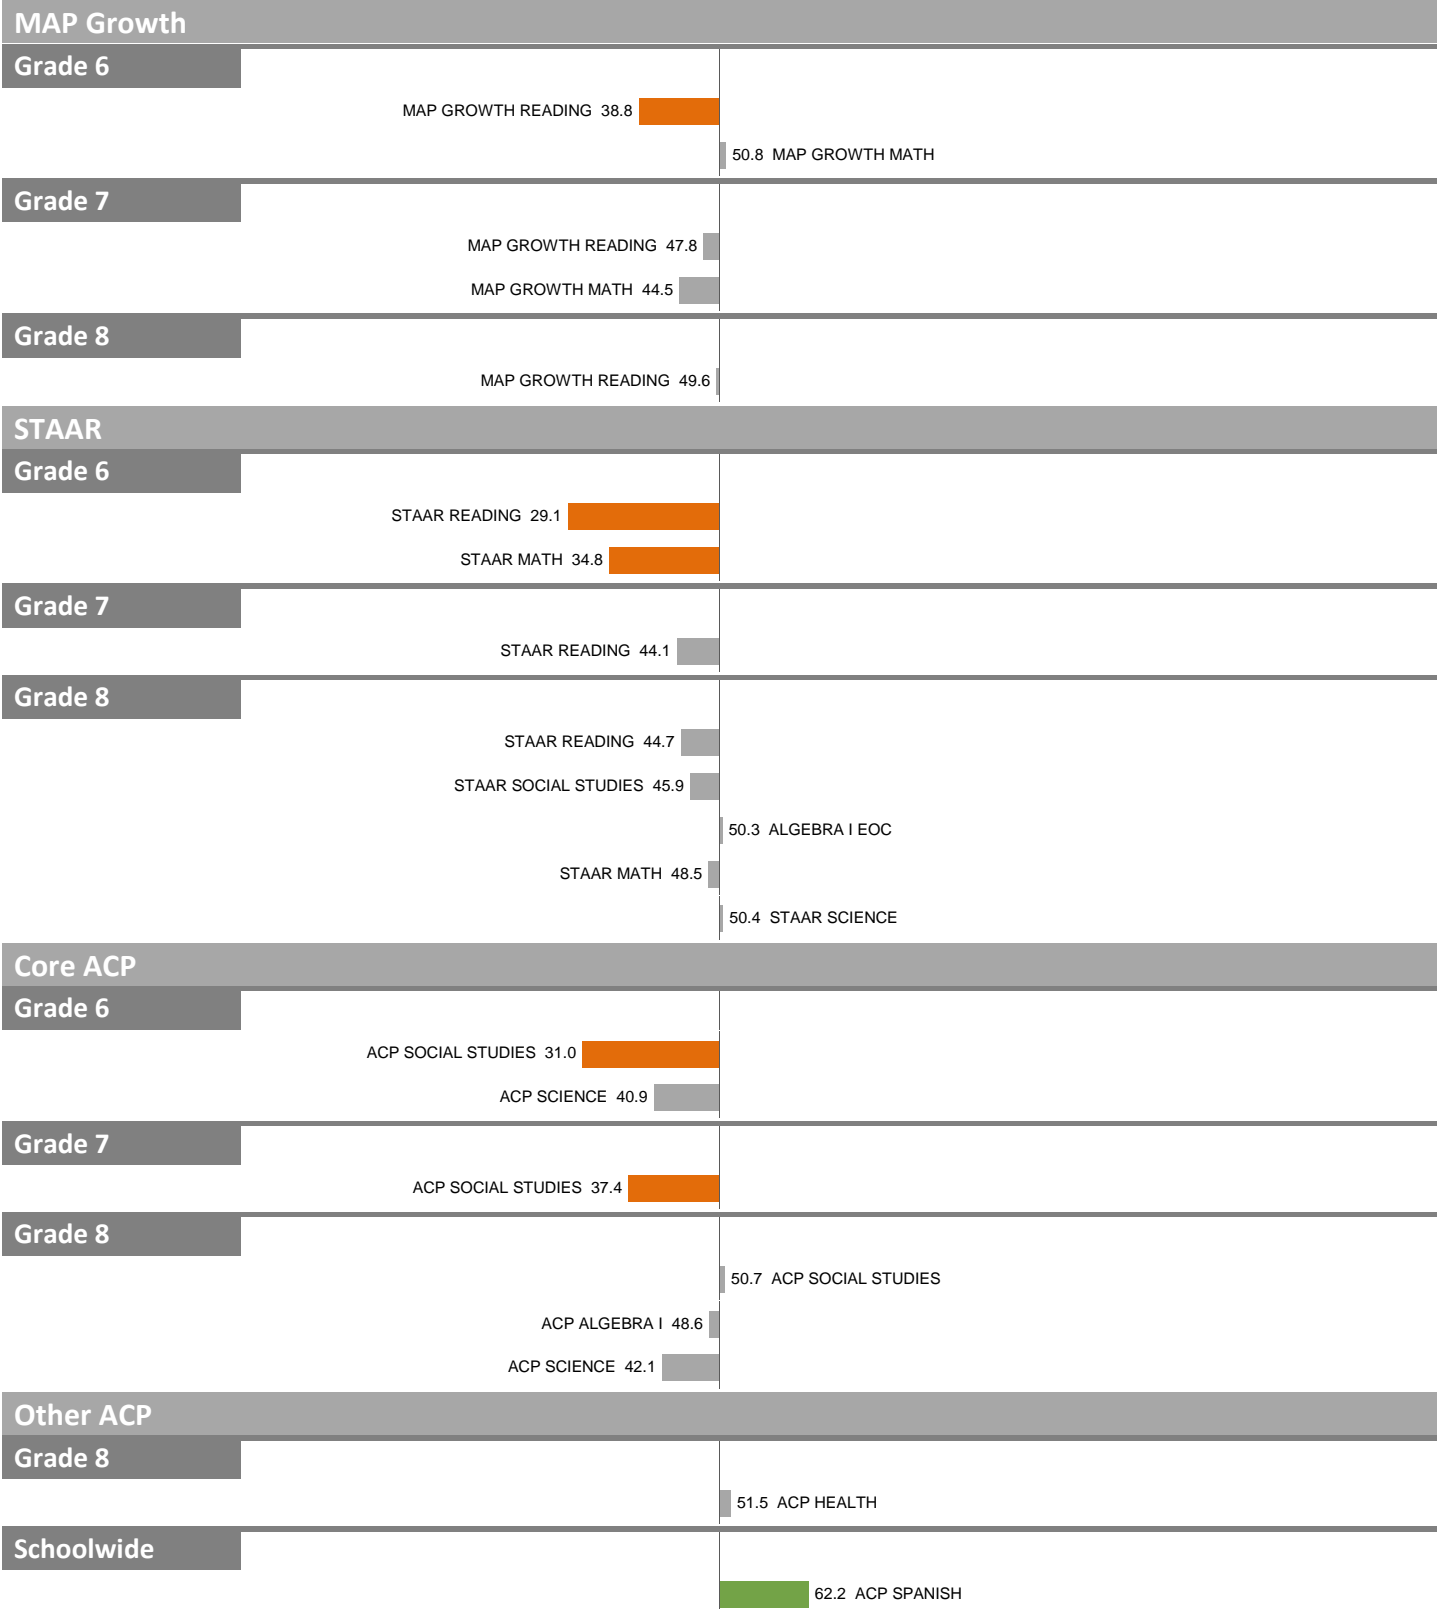 MAP Growth
Grade 6
MAP GROWTH READING 38.8
50.8 MAP GROWTH MATH
Grade 7
MAP GROWTH READING 47.8
MAP GROWTH MATH 44.5
Grade 8
MAP GROWTH READING 49.6
STAAR
Grade 6
STAAR READING 29.1
STAAR MATH 34.8
Grade 7
STAAR READING 44.1
Grade 8
STAAR READING 44.7
STAAR SOCIAL STUDIES 45.9
50.3 ALGEBRA I EOC
STAAR MATH 48.5
50.4 STAAR SCIENCE
Core ACP
Grade 6
ACP SOCIAL STUDIES 31.0
ACP SCIENCE 40.9
Grade 7
ACP SOCIAL STUDIES 37.4
Grade 8
50.7 ACP SOCIAL STUDIES
ACP ALGEBRA I 48.6
ACP SCIENCE 42.1
Other ACP
Grade 8
51.5 ACP HEALTH
Schoolwide
62.2 ACP SPANISH